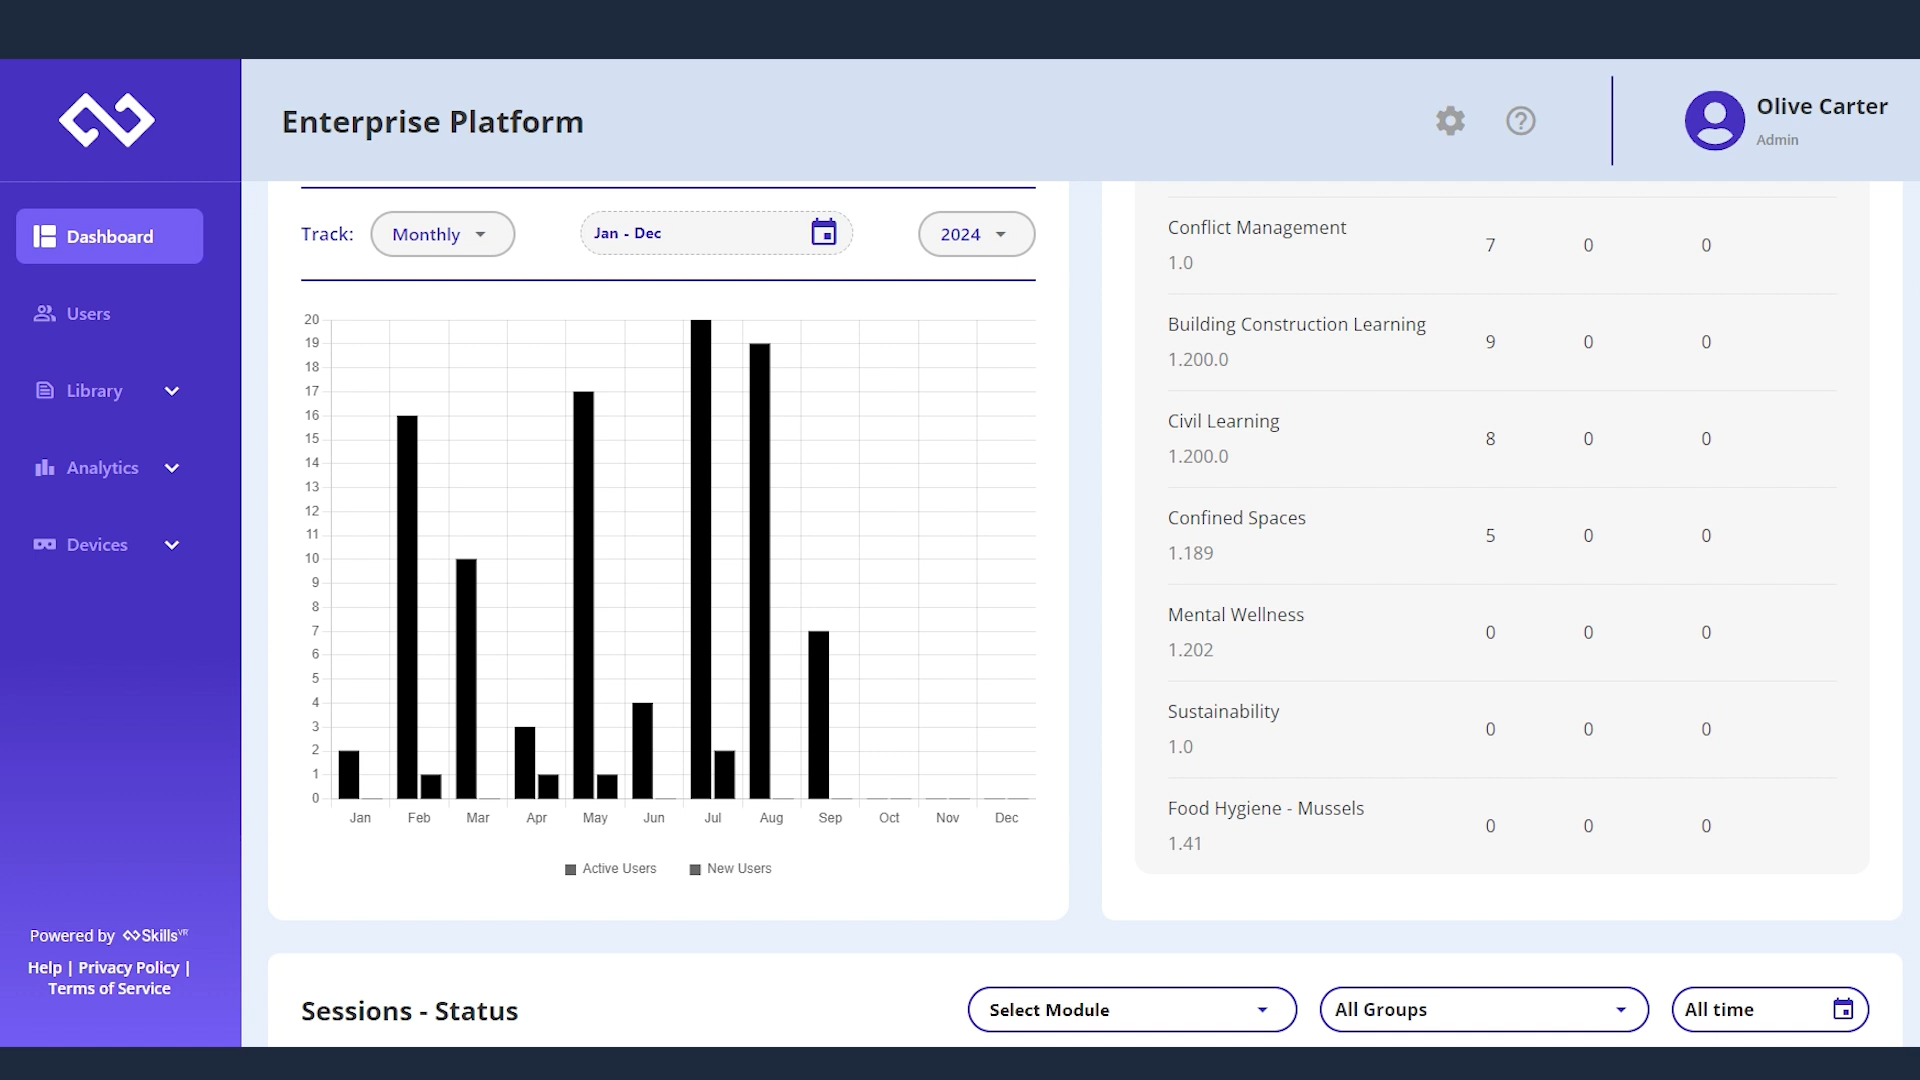 Enterprise Platform
Olive Carter
Admin
Dashboard
Users
Library
Analytics
Devices
Powered by SkillsVR
Help | Privacy Policy |
Terms of Service
Track: Monthly Jan - Dec 2024
20
19
18
17
16
15
14
13
12
11
10
9
8
7
6
5
4
3
2
1
0
Jan Feb Mar Apr May Jun Jul Aug Sep Oct Nov Dec
Active Users New Users
Conflict Management
1.0
7 0 0
Building Construction Learning
1.200.0
9 0 0
Civil Learning
1.200.0
8 0 0
Confined Spaces
1.189
5 0 0
Mental Wellness
1.202
0 0 0
Sustainability
1.0
0 0 0
Food Hygiene - Mussels
1.41
0 0 0
Sessions - Status Select Module All Groups All time